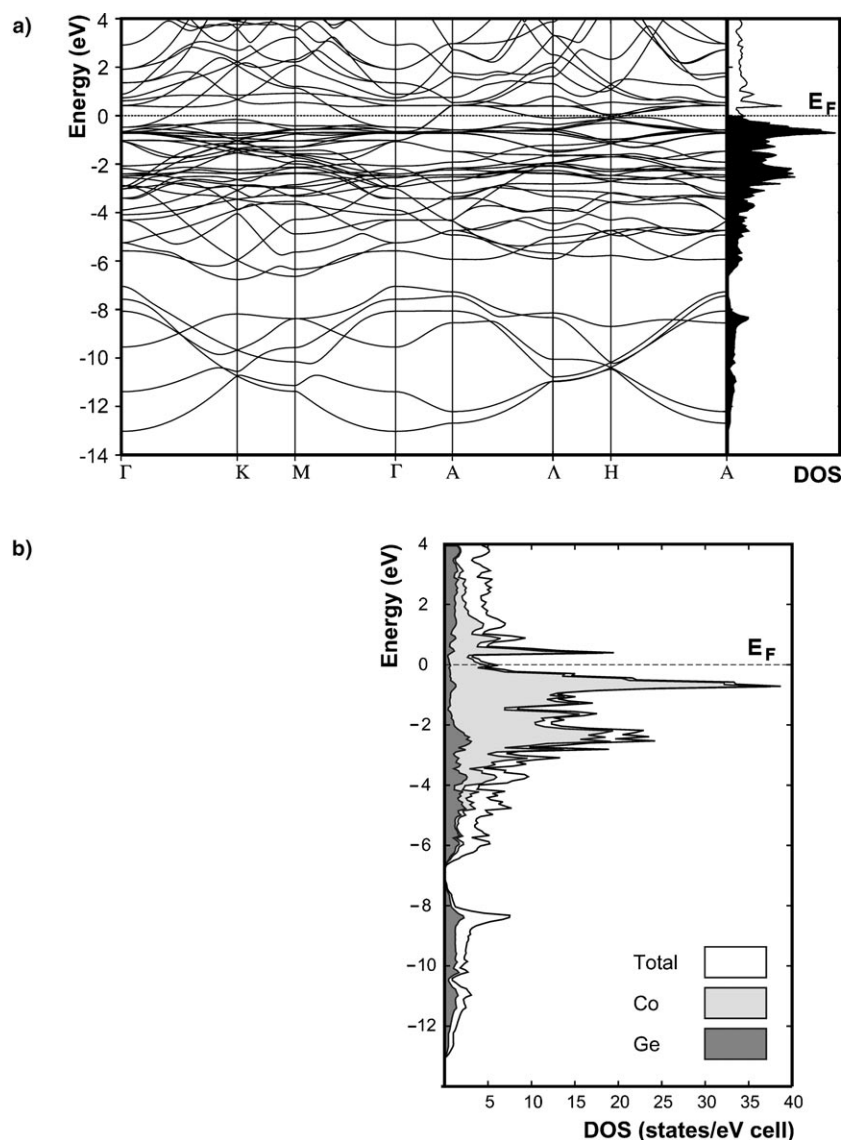 a)
Energy (eV)
4
2
0
-2
-4
-6
-8
-10
-12
-14
E_F
Γ K M Γ A Λ H A DOS
b)
Energy (eV)
4
2
0
−2
−4
−6
−8
−10
−12
E_F
Total
Co
Ge
5 10 15 20 25 30 35 40
DOS (states/eV cell)